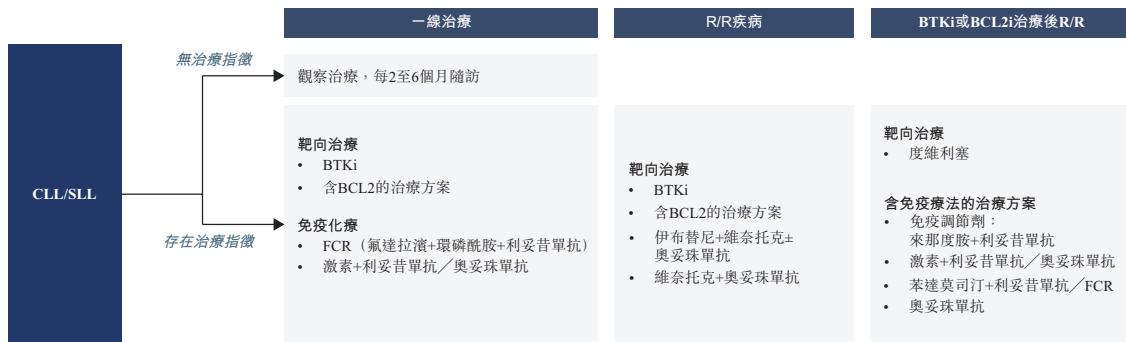 一線治療
R/R疾病
BTKi或BCL2i治療後R/R
CLL/SLL
無治療指徵
存在治療指徵
觀察治療，每2至6個月隨訪
靶向治療
• BTKi
• 含BCL2的治療方案
免疫化療
• FCR（氟達拉濱+環磷酰胺+利妥昔單抗）
• 激素+利妥昔單抗／奧妥珠單抗
靶向治療
• BTKi
• 含BCL2的治療方案
• 伊布替尼+維奈托克±
奧妥珠單抗
• 維奈托克+奧妥珠單抗
靶向治療
• 度維利塞
含免疫療法的治療方案
• 免疫調節劑：
來那度胺+利妥昔單抗
• 激素+利妥昔單抗／奧妥珠單抗
• 苯達莫司汀+利妥昔單抗／FCR
• 奧妥珠單抗